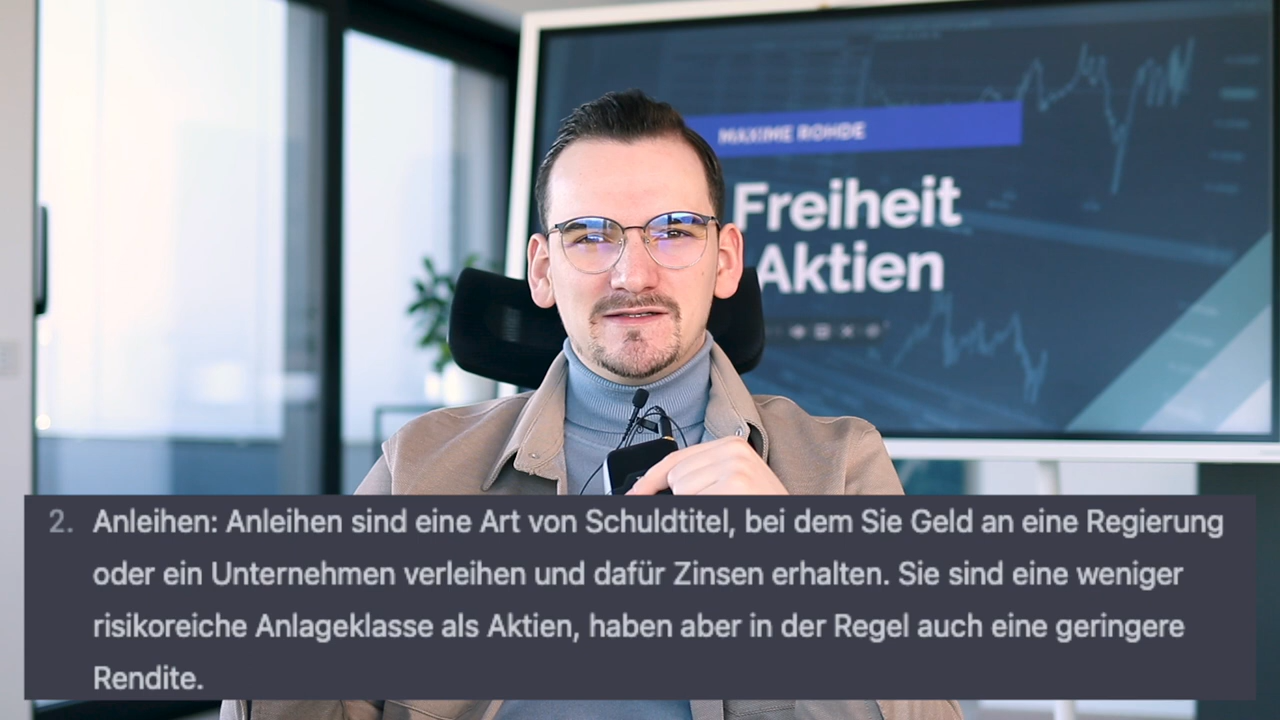 MAXIME ROHDE
Freiheit
Aktien
2. Anleihen: Anleihen sind eine Art von Schuldtitel, bei dem Sie Geld an eine Regierung
oder ein Unternehmen verleihen und dafür Zinsen erhalten. Sie sind eine weniger
risikoreiche Anlageklasse als Aktien, haben aber in der Regel auch eine geringere
Rendite.